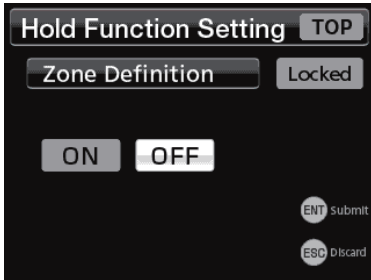 Hold Function Setting TOP
Zone Definition Locked
ON OFF
ENT Submit
ESC Discard